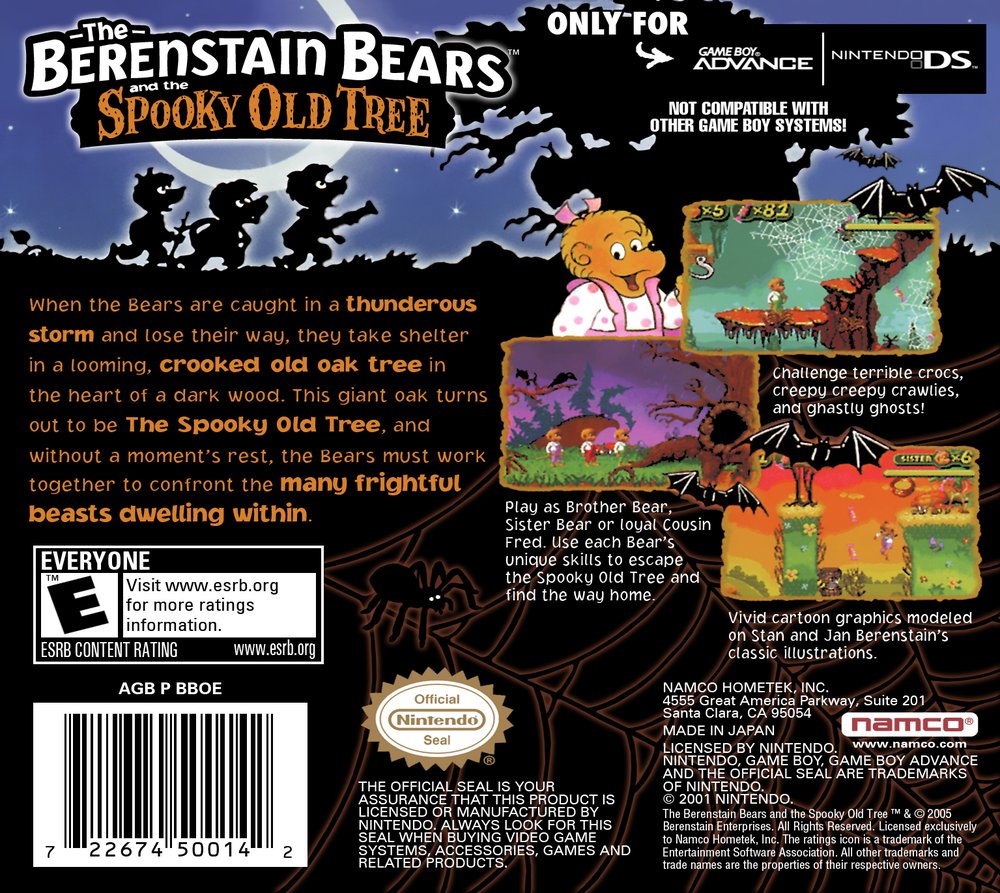 The
BERENSTAIN BEARS™
and the
SPOOKY OLD TREE
ONLY FOR
GAME BOY®
ADVANCE
NINTENDO DS™
NOT COMPATIBLE WITH
OTHER GAME BOY SYSTEMS!
When the Bears are caught in a thunderous
storm and lose their way, they take shelter
in a looming, crooked old oak tree in
the heart of a dark wood. This giant oak turns
out to be The Spooky Old Tree, and
without a moment's rest, the Bears must work
together to confront the many frightful
beasts dwelling within.
×5 ×81
8
Challenge terrible crocs,
creepy creepy crawlies,
and ghastly ghosts!
Play as Brother Bear,
Sister Bear or loyal Cousin
Fred. Use each Bear's
unique skills to escape
the Spooky Old Tree and
find the way home.
SISTER ×6
Vivid cartoon graphics modeled
on Stan and Jan Berenstain's
classic illustrations.
EVERYONE
™
E
Visit www.esrb.org
for more ratings
information.
ESRB CONTENT RATING www.esrb.org
AGB P BBOE
7 22674 50014 2
Official
Nintendo
Seal
®
THE OFFICIAL SEAL IS YOUR
ASSURANCE THAT THIS PRODUCT IS
LICENSED OR MANUFACTURED BY
NINTENDO. ALWAYS LOOK FOR THIS
SEAL WHEN BUYING VIDEO GAME
SYSTEMS, ACCESSORIES, GAMES AND
RELATED PRODUCTS.
NAMCO HOMETEK, INC.
4555 Great America Parkway, Suite 201
Santa Clara, CA 95054
MADE IN JAPAN
namco®
www.namco.com
LICENSED BY NINTENDO.
NINTENDO, GAME BOY, GAME BOY ADVANCE
AND THE OFFICIAL SEAL ARE TRADEMARKS
OF NINTENDO.
© 2001 NINTENDO.
The Berenstain Bears and the Spooky Old Tree ™ & © 2005
Berenstain Enterprises. All Rights Reserved. Licensed exclusively
to Namco Hometek, Inc. The ratings icon is a trademark of the
Entertainment Software Association. All other trademarks and
trade names are the properties of their respective owners.